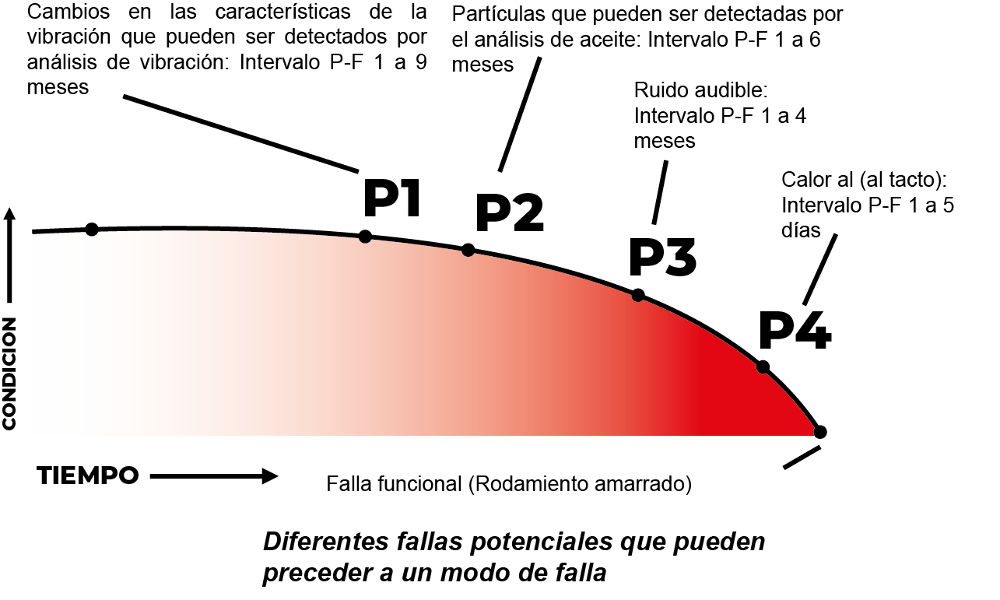 Cambios en las características de la
vibración que pueden ser detectados por
análisis de vibración: Intervalo P-F 1 a 9
meses
Partículas que pueden ser detectadas por
el análisis de aceite: Intervalo P-F 1 a 6
meses
Ruido audible:
Intervalo P-F 1 a 4
meses
Calor al (al tacto):
Intervalo P-F 1 a 5
días
P1
P2
P3
P4
CONDICION
TIEMPO
Falla funcional (Rodamiento amarrado)
Diferentes fallas potenciales que pueden
preceder a un modo de falla